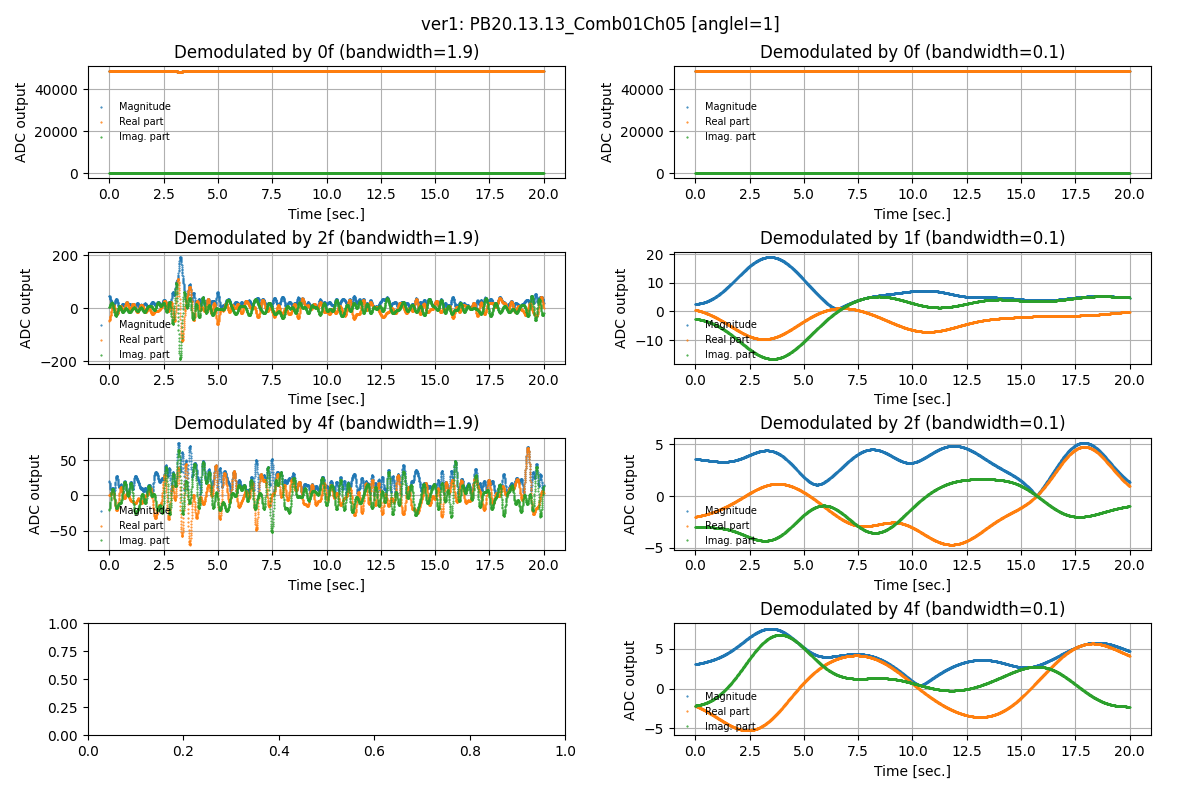 ver1: PB20.13.13_Comb01Ch05 [angleI=1]
Demodulated by 0f (bandwidth=1.9)
ADC output
40000
20000
0
Magnitude
Real part
Imag. part
0.0 2.5 5.0 7.5 10.0 12.5 15.0 17.5 20.0
Time [sec.]
Demodulated by 0f (bandwidth=0.1)
ADC output
40000
20000
0
Magnitude
Real part
Imag. part
0.0 2.5 5.0 7.5 10.0 12.5 15.0 17.5 20.0
Time [sec.]
Demodulated by 2f (bandwidth=1.9)
ADC output
200
0
−200
Magnitude
Real part
Imag. part
0.0 2.5 5.0 7.5 10.0 12.5 15.0 17.5 20.0
Time [sec.]
Demodulated by 1f (bandwidth=0.1)
ADC output
20
10
0
−10
Magnitude
Real part
Imag. part
0.0 2.5 5.0 7.5 10.0 12.5 15.0 17.5 20.0
Time [sec.]
Demodulated by 4f (bandwidth=1.9)
ADC output
50
0
−50
Magnitude
Real part
Imag. part
0.0 2.5 5.0 7.5 10.0 12.5 15.0 17.5 20.0
Time [sec.]
Demodulated by 2f (bandwidth=0.1)
ADC output
5
0
−5
Magnitude
Real part
Imag. part
0.0 2.5 5.0 7.5 10.0 12.5 15.0 17.5 20.0
Time [sec.]
1.00
0.75
0.50
0.25
0.00
0.0 0.2 0.4 0.6 0.8 1.0
Demodulated by 4f (bandwidth=0.1)
ADC output
5
0
−5
Magnitude
Real part
Imag. part
0.0 2.5 5.0 7.5 10.0 12.5 15.0 17.5 20.0
Time [sec.]